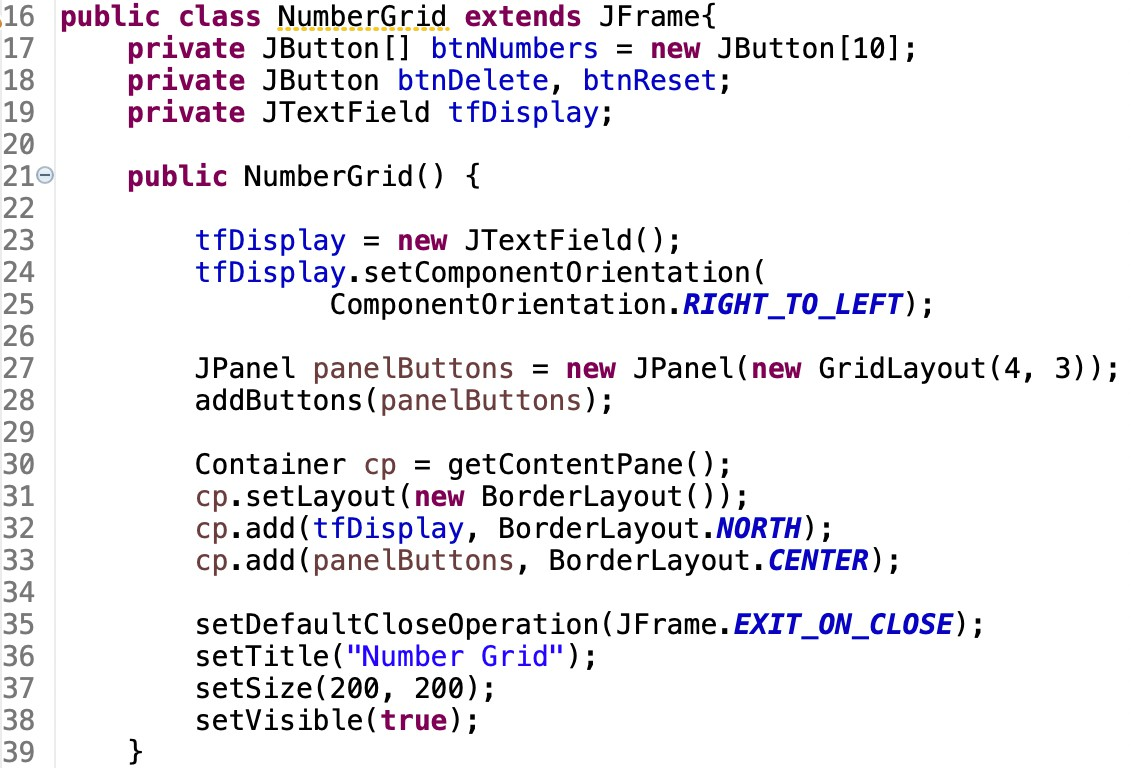 16 public class NumberGrid extends JFrame{
17     private JButton[] btnNumbers = new JButton[10];
18     private JButton btnDelete, btnReset;
19     private JTextField tfDisplay;
20
21     public NumberGrid() {
22
23         tfDisplay = new JTextField();
24         tfDisplay.setComponentOrientation(
25                 ComponentOrientation.RIGHT_TO_LEFT);
26
27         JPanel panelButtons = new JPanel(new GridLayout(4, 3));
28         addButtons(panelButtons);
29
30         Container cp = getContentPane();
31         cp.setLayout(new BorderLayout());
32         cp.add(tfDisplay, BorderLayout.NORTH);
33         cp.add(panelButtons, BorderLayout.CENTER);
34
35         setDefaultCloseOperation(JFrame.EXIT_ON_CLOSE);
36         setTitle("Number Grid");
37         setSize(200, 200);
38         setVisible(true);
39     }